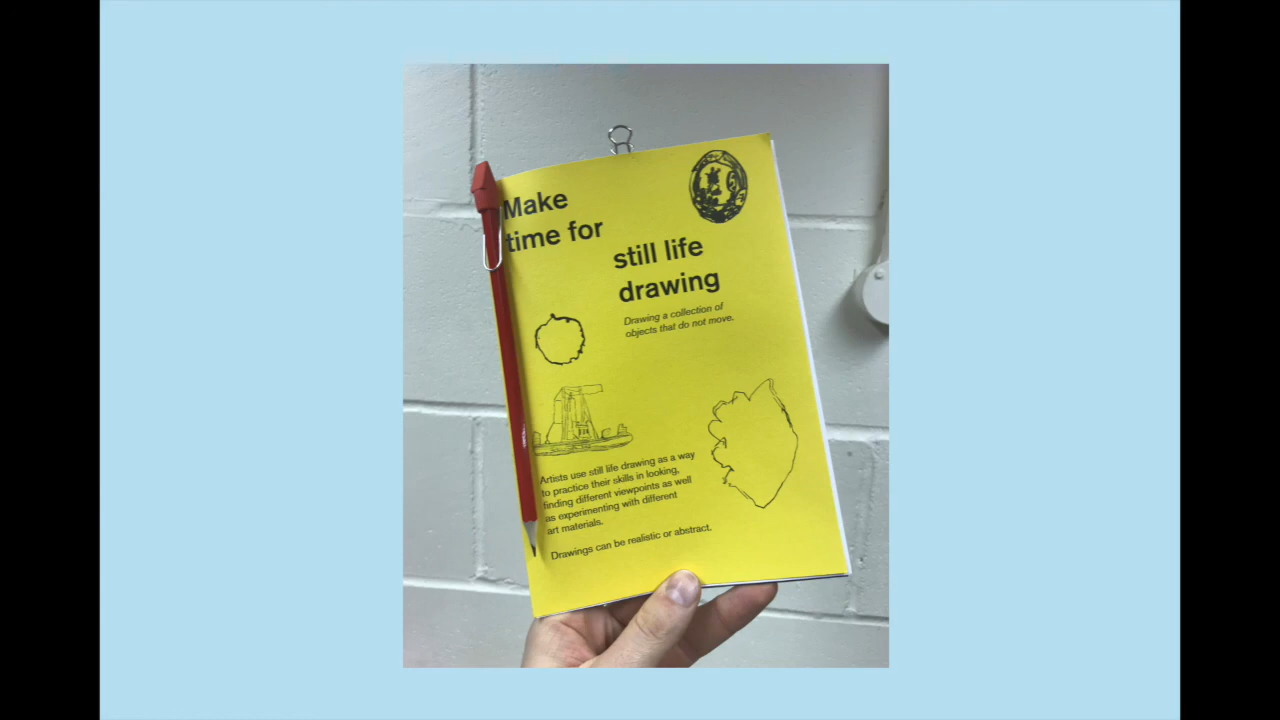 Make
time for
still life
drawing
Drawing a collection of
objects that do not move.
Artists use still life drawing as a way
to practice their skills in looking,
finding different viewpoints as well
as experimenting with different
art materials.
Drawings can be realistic or abstract.